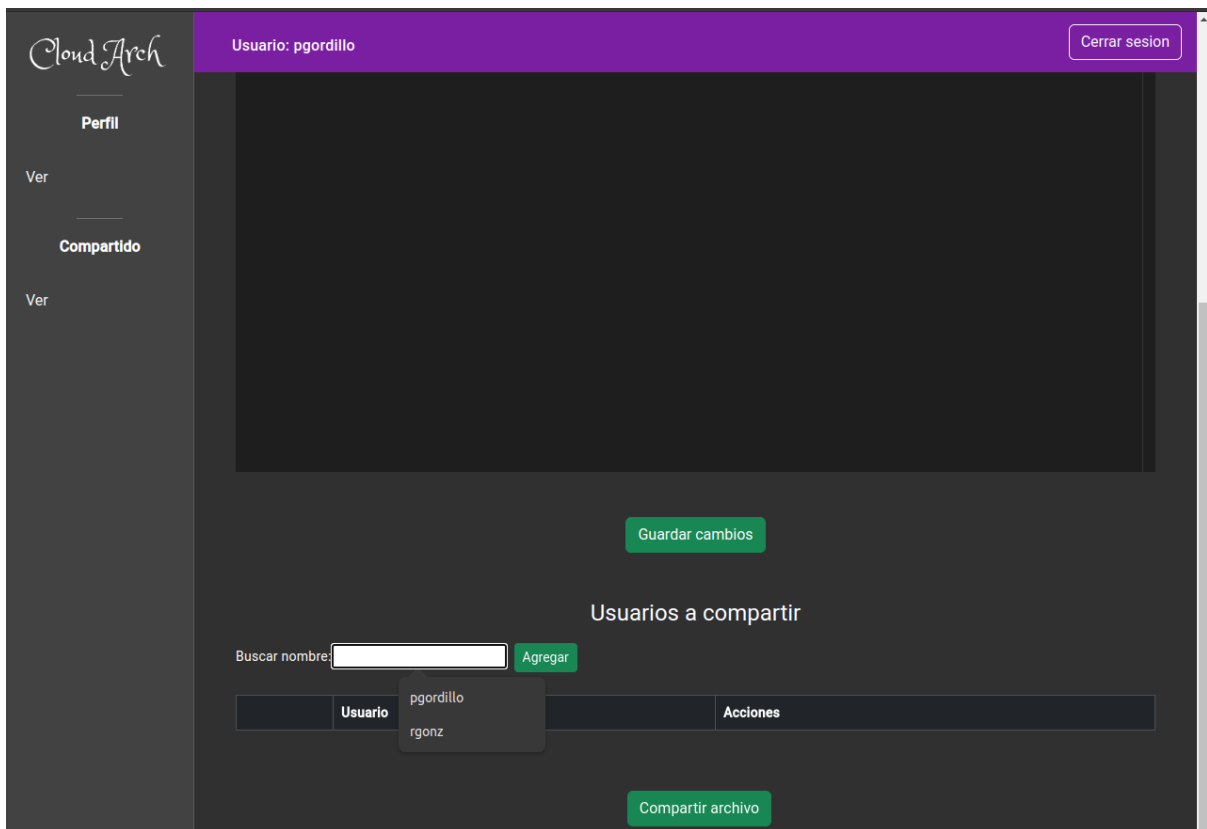 Cloud Arch
Usuario: pgordillo
Cerrar sesion
Perfil
Ver
Compartido
Ver
Guardar cambios
Usuarios a compartir
Buscar nombre:
Agregar
pgordillo
rgonz
Usuario
Acciones
Compartir archivo